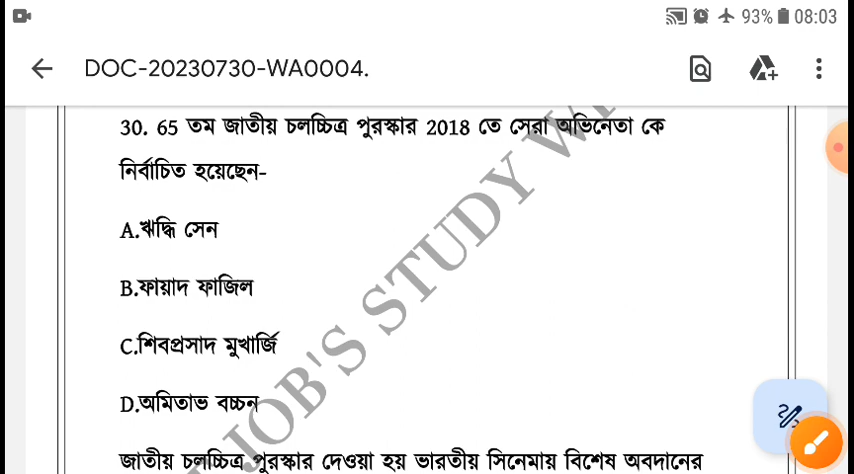 93% 08:03
DOC-20230730-WA0004.
30. 65 তম জাতীয় চলচ্চিত্র পুরস্কার 2018 তে সেরা অভিনেতা কে
নির্বাচিত হয়েছেন-
A.ঋদ্ধি সেন
B.ফায়াদ ফাজিল
C.শিবপ্রসাদ মুখার্জি
D.অমিতাভ বচ্চন
জাতীয় চলচ্চিত্র পুরস্কার দেওয়া হয় ভারতীয় সিনেমায় বিশেষ অবদানের
JOB'S STUDY W